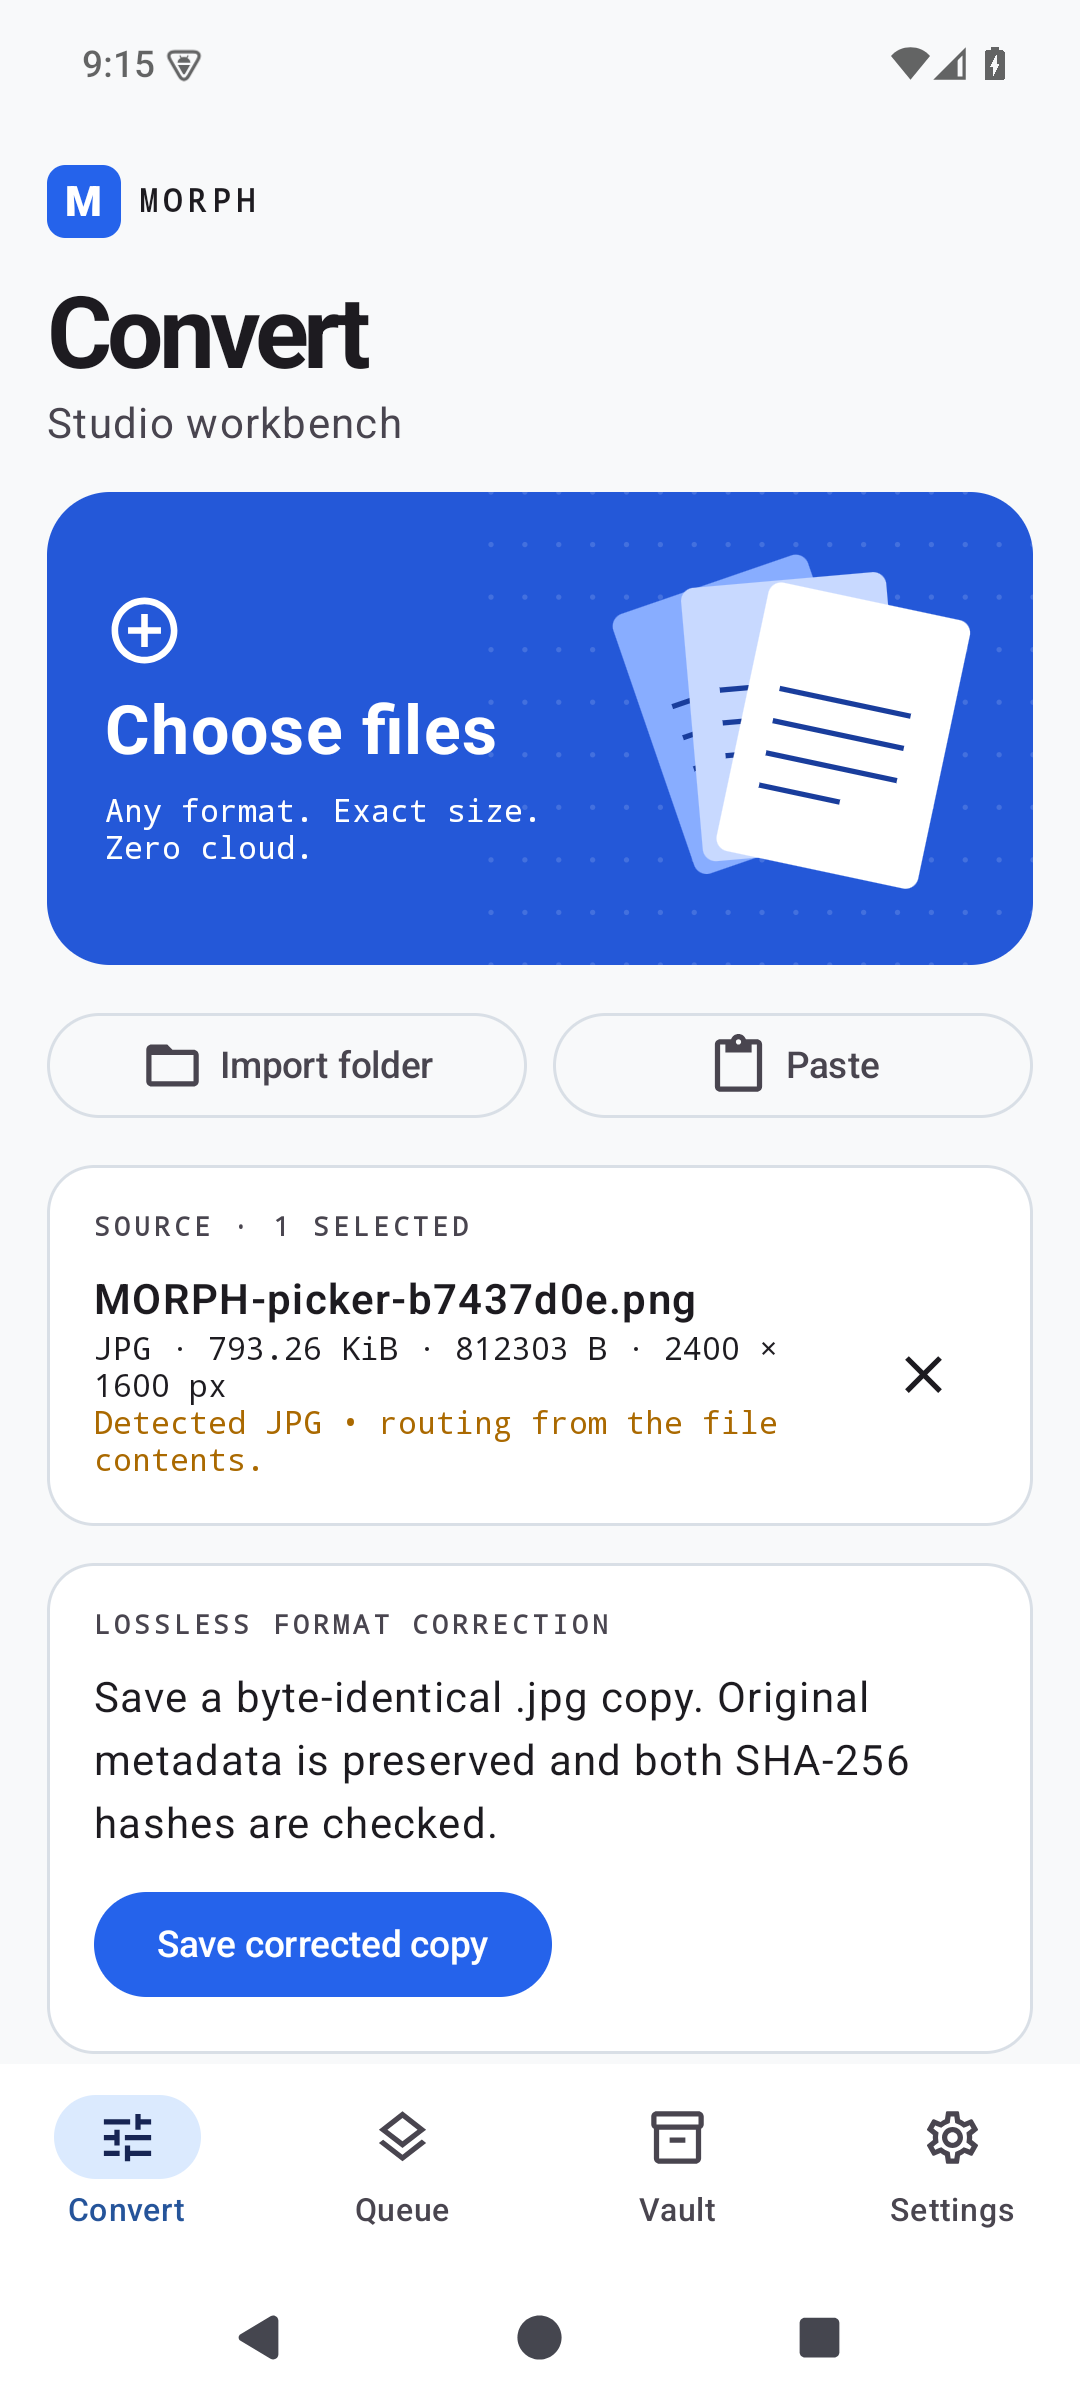 9:15
M MORPH
Convert
Studio workbench
Choose files
Any format. Exact size.
Zero cloud.
Import folder
Paste
SOURCE · 1 SELECTED
MORPH-picker-b7437d0e.png
JPG · 793.26 KiB · 812303 B · 2400 ×
1600 px
Detected JPG • routing from the file
contents.
LOSSLESS FORMAT CORRECTION
Save a byte-identical .jpg copy. Original
metadata is preserved and both SHA-256
hashes are checked.
Save corrected copy
Convert
Queue
Vault
Settings